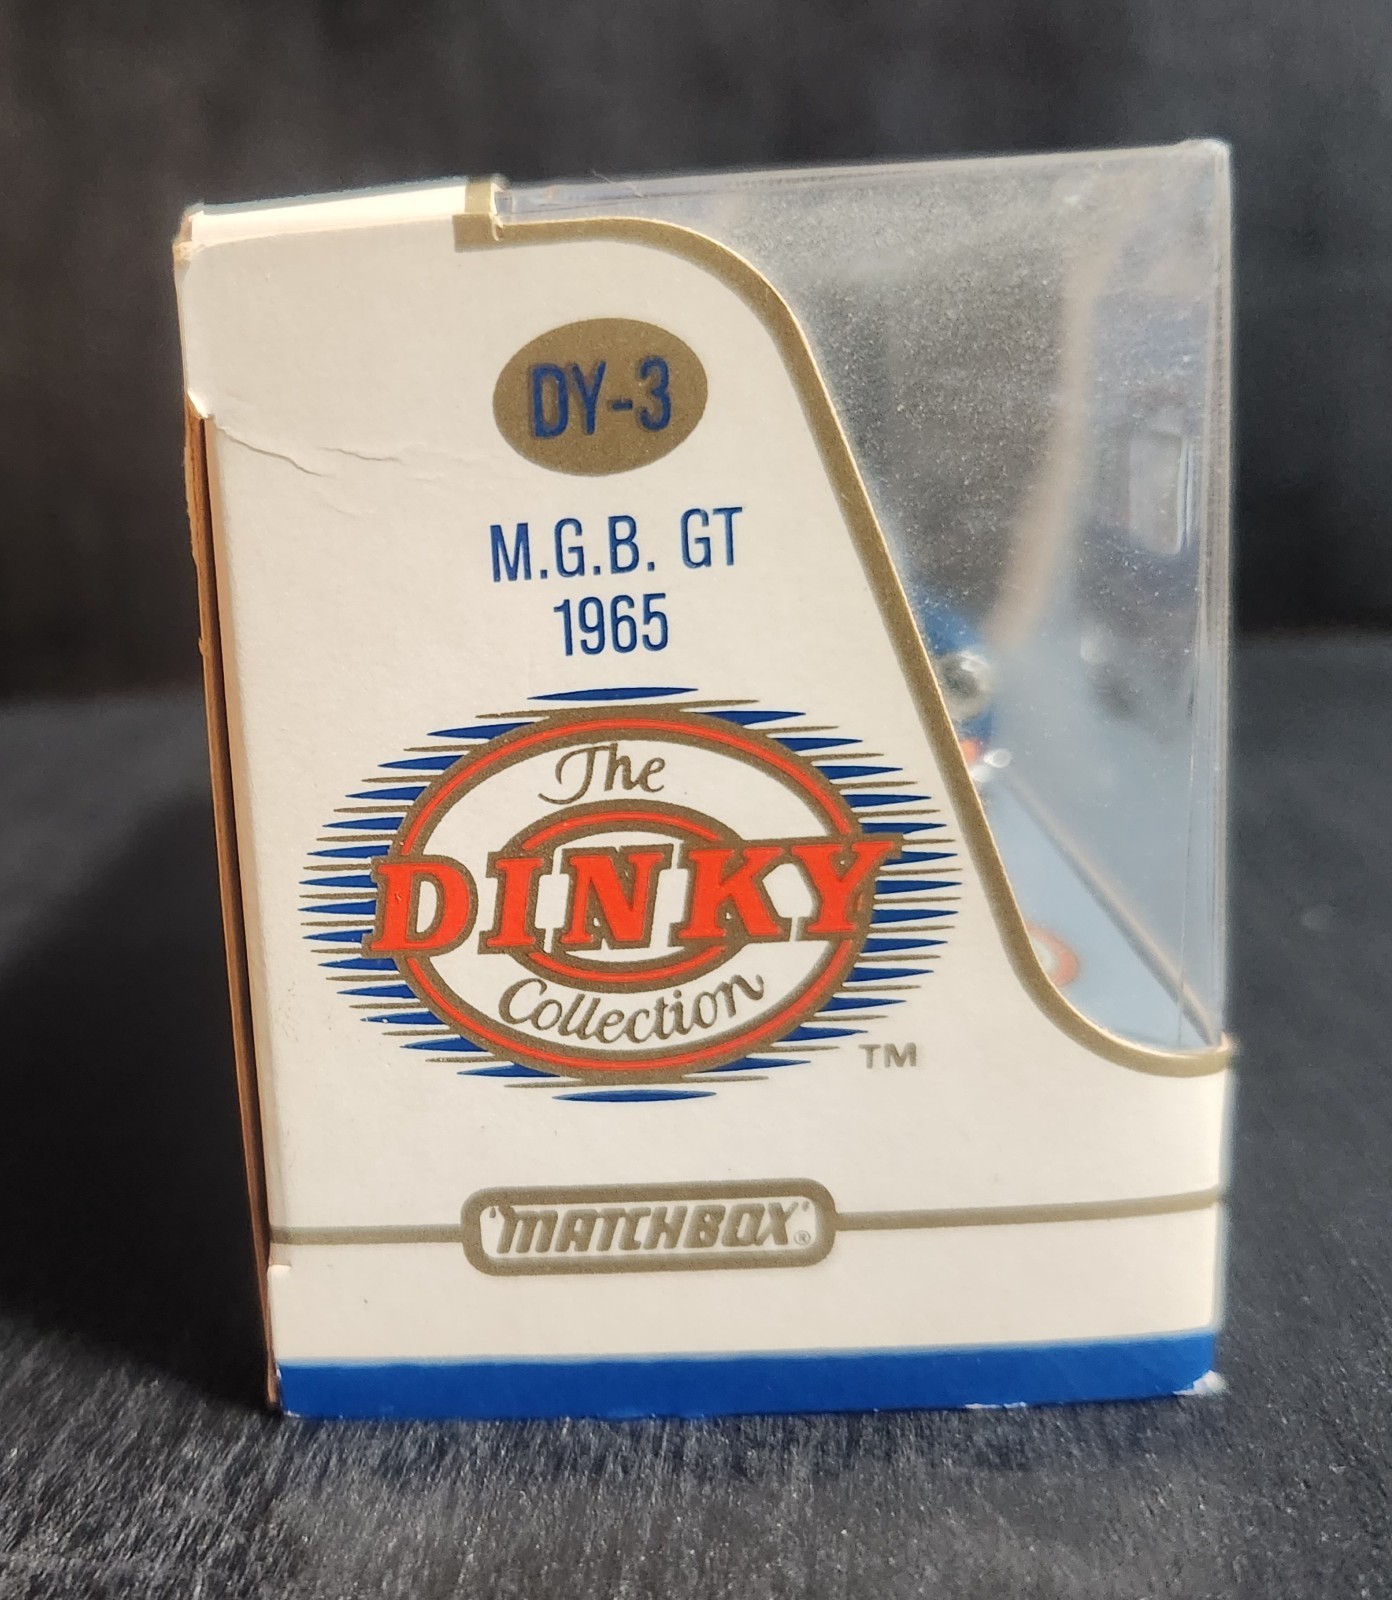 DY-3
M.G.B. GT
1965
The
DINKY
Collection
TM
'MATCHBOX'®